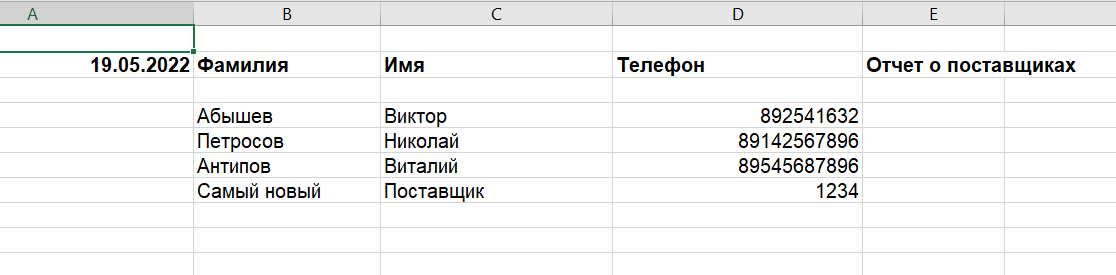 A B C D E
19.05.2022 Фамилия Имя Телефон Отчет о поставщиках
Абышев Виктор 892541632
Петросов Николай 89142567896
Антипов Виталий 89545687896
Самый новый Поставщик 1234